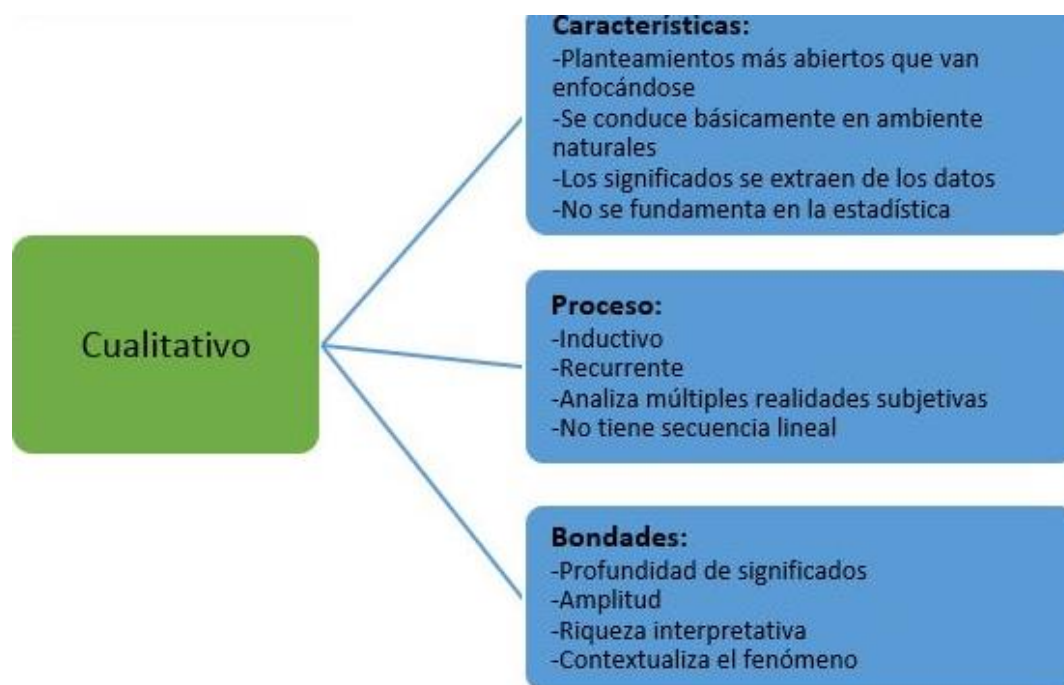 Cualitativo
Características:
-Planteamientos más abiertos que van
enfocándose
-Se conduce básicamente en ambiente
naturales
-Los significados se extraen de los datos
-No se fundamenta en la estadística
Proceso:
-Inductivo
-Recurrente
-Analiza múltiples realidades subjetivas
-No tiene secuencia lineal
Bondades:
-Profundidad de significados
-Amplitud
-Riqueza interpretativa
-Contextualiza el fenómeno